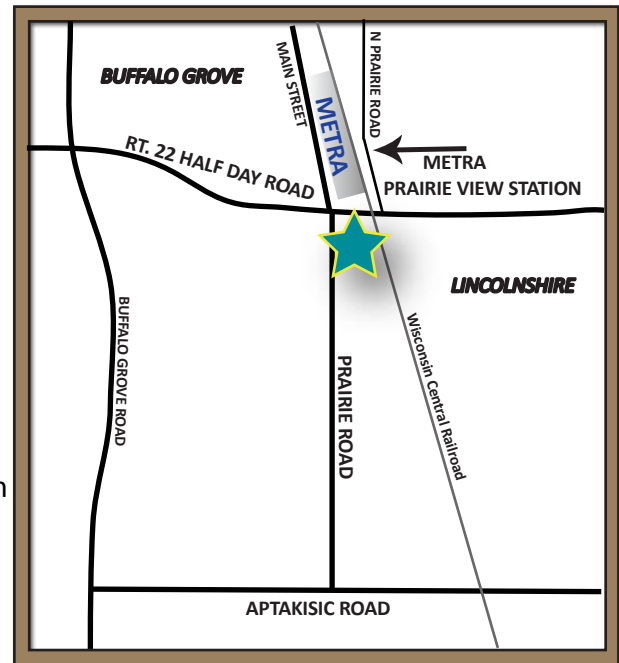 BUFFALO GROVE
MAIN STREET
N PRAIRIE ROAD
METRA
RT. 22 HALF DAY ROAD
METRA
PRAIRIE VIEW STATION
LINCOLNSHIRE
BUFFALO GROVE ROAD
PRAIRIE ROAD
Wisconsin Central Railroad
n
APTAKISIC ROAD